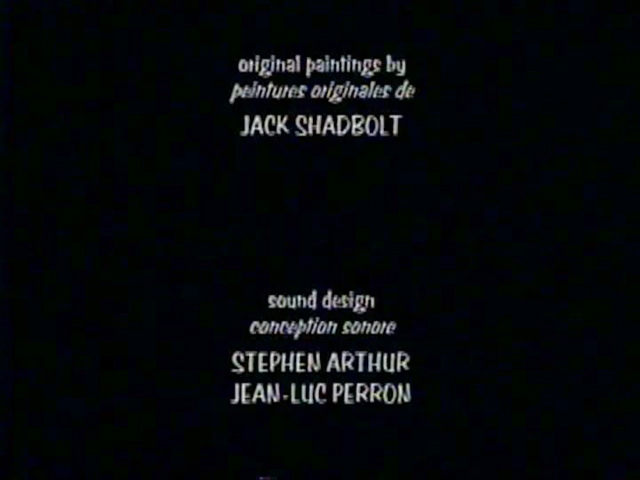 original paintings by
peintures originales de
JACK SHADBOLT
sound design
conception sonore
STEPHEN ARTHUR
JEAN-LUC PERRON